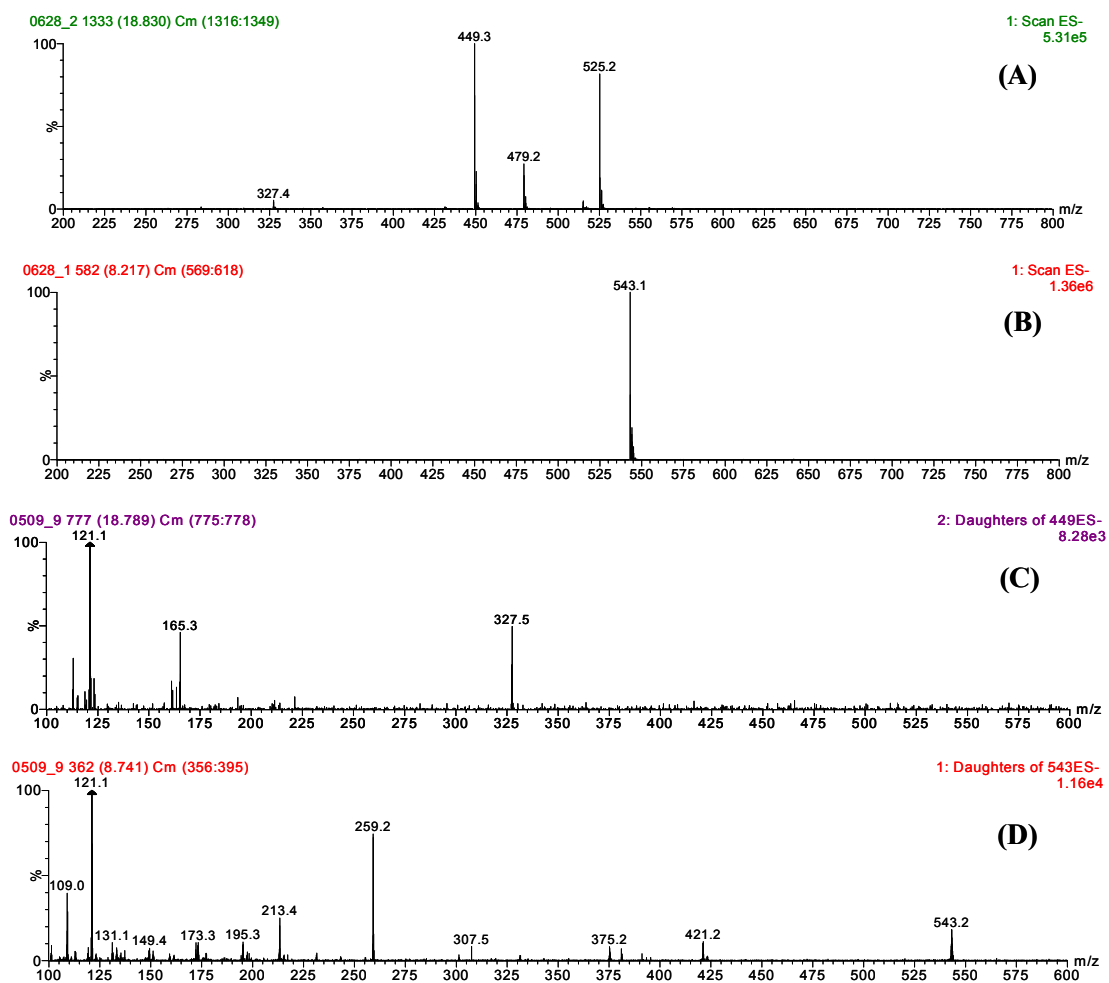 0628_2 1333 (18.830) Cm (1316:1349)
1: Scan ES-
5.31e5
100
%
0
449.3
525.2
479.2
327.4
(A)
200 225 250 275 300 325 350 375 400 425 450 475 500 525 550 575 600 625 650 675 700 725 750 775 800
m/z
0628_1 582 (8.217) Cm (569:618)
1: Scan ES-
1.36e6
100
%
0
543.1
(B)
200 225 250 275 300 325 350 375 400 425 450 475 500 525 550 575 600 625 650 675 700 725 750 775 800
m/z
0509_9 777 (18.789) Cm (775:778)
2: Daughters of 449ES-
8.28e3
100
%
0
121.1
165.3
327.5
(C)
100 125 150 175 200 225 250 275 300 325 350 375 400 425 450 475 500 525 550 575 600
m/z
0509_9 362 (8.741) Cm (356:395)
1: Daughters of 543ES-
1.16e4
100
%
0
121.1
259.2
109.0
213.4
131.1
149.4
173.3
195.3
307.5
375.2
421.2
543.2
(D)
100 125 150 175 200 225 250 275 300 325 350 375 400 425 450 475 500 525 550 575 600
m/z